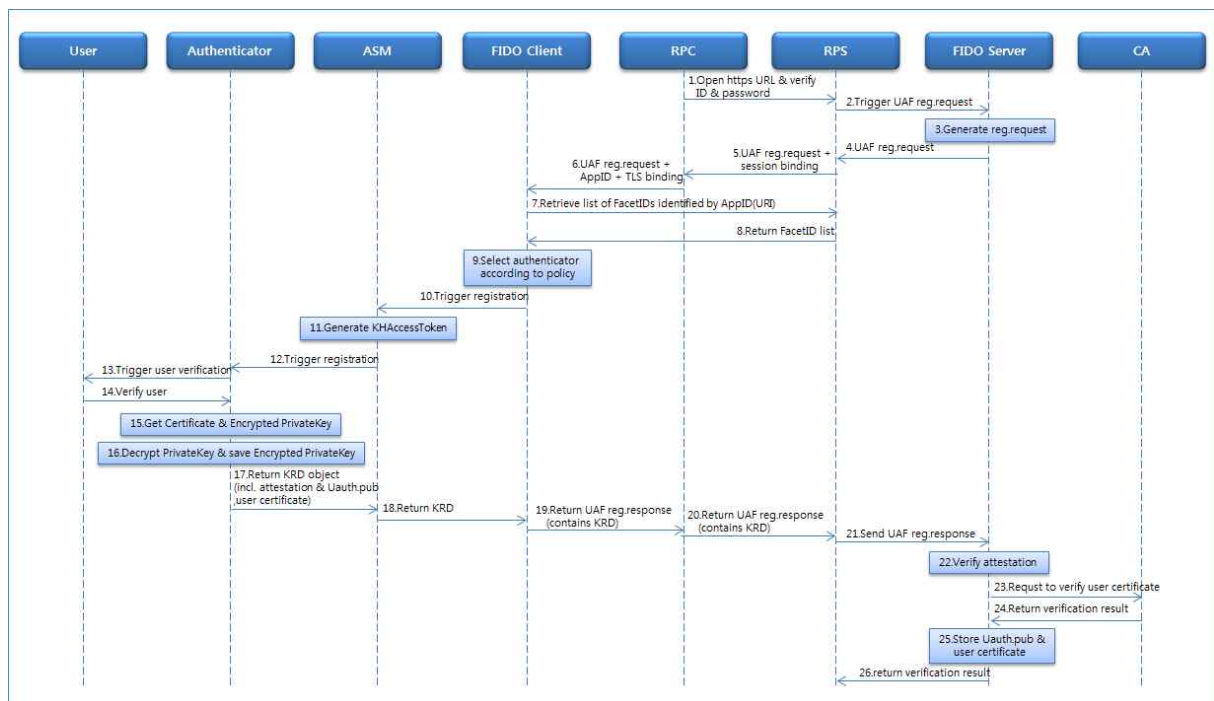 User
Authenticator
ASM
FIDO Client
RPC
RPS
FIDO Server
CA
1.Open https URL & verify
ID & password
2.Trigger UAF reg.request
3.Generate reg.request
4.UAF reg.request
5.UAF reg.request +
session binding
6.UAF reg.request +
AppID + TLS binding
7.Retrieve list of FacetIDs identified by AppID(URI)
8.Return FacetID list
9.Select authenticator
according to policy
10.Trigger registration
11.Generate KHAccessToken
12.Trigger registration
13.Trigger user verification
14.Verify user
15.Get Certificate & Encrypted PrivateKey
16.Decrypt PrivateKey & save Encrypted PrivateKey
17.Return KRD object
(incl. attestation & Uauth.pub
,user certificate)
18.Return KRD
19.Return UAF reg.response
(contains KRD)
20.Return UAF reg.response
(contains KRD)
21.Send UAF reg.response
22.Verify attestation
23.Requst to verify user certificate
24.Return verification result
25.Store Uauth.pub &
user certificate
26.return verification result